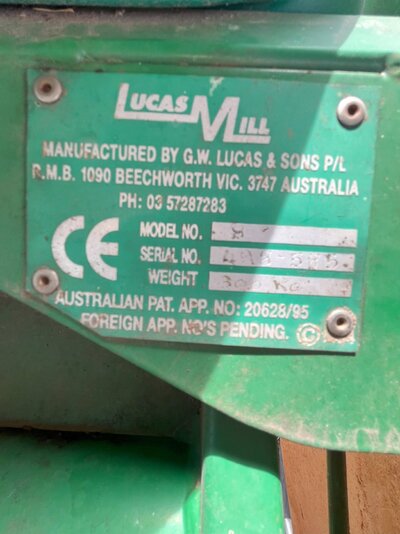 LUCAS MILL
MANUFACTURED BY G.W. LUCAS & SONS P/L
R.M.B. 1090 BEECHWORTH VIC. 3747 AUSTRALIA
PH: 03 57287283
CE
MODEL NO. 8
SERIAL NO.
WEIGHT
AUSTRALIAN PAT. APP. NO: 20628/95
FOREIGN APP. NO'S PENDING. ©